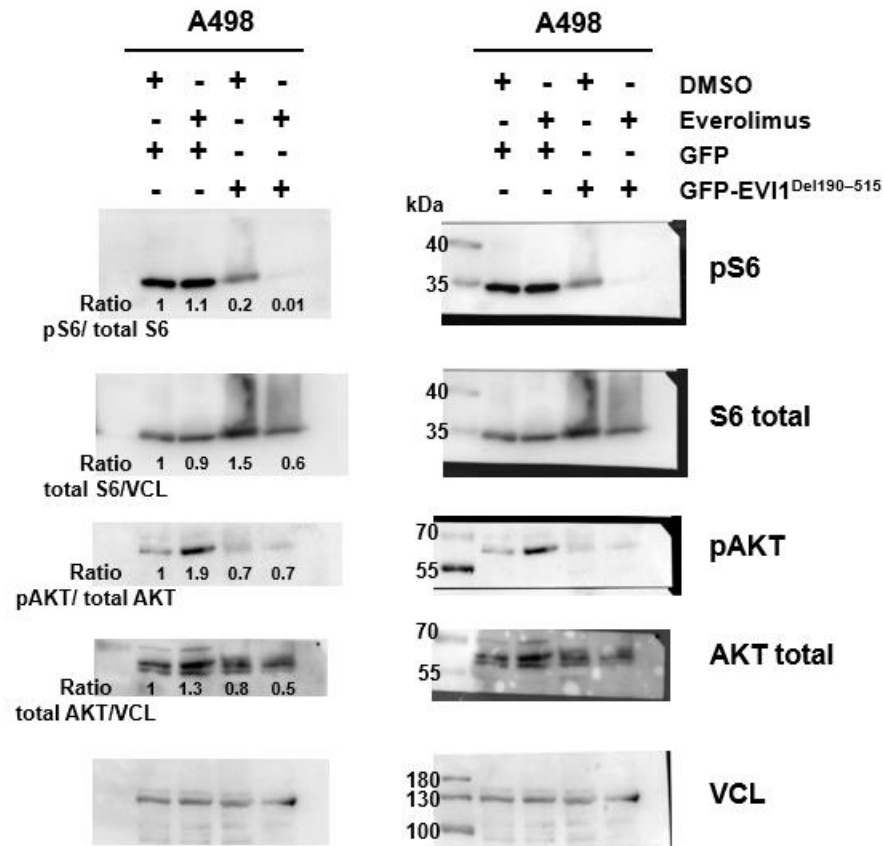 A498 A498
+ - + - + - + - DMSO
- + - + - + - + Everolimus
+ + - - + + - - GFP
- - + + - - + + GFP-EVI1Del190–515
kDa
40
35
pS6
Ratio 1 1.1 0.2 0.01
pS6/ total S6
40
35
S6 total
Ratio 1 0.9 1.5 0.6
total S6/VCL
70
55
pAKT
Ratio 1 1.9 0.7 0.7
pAKT/ total AKT
70
55
AKT total
Ratio 1 1.3 0.8 0.5
total AKT/VCL
180
130
100
VCL